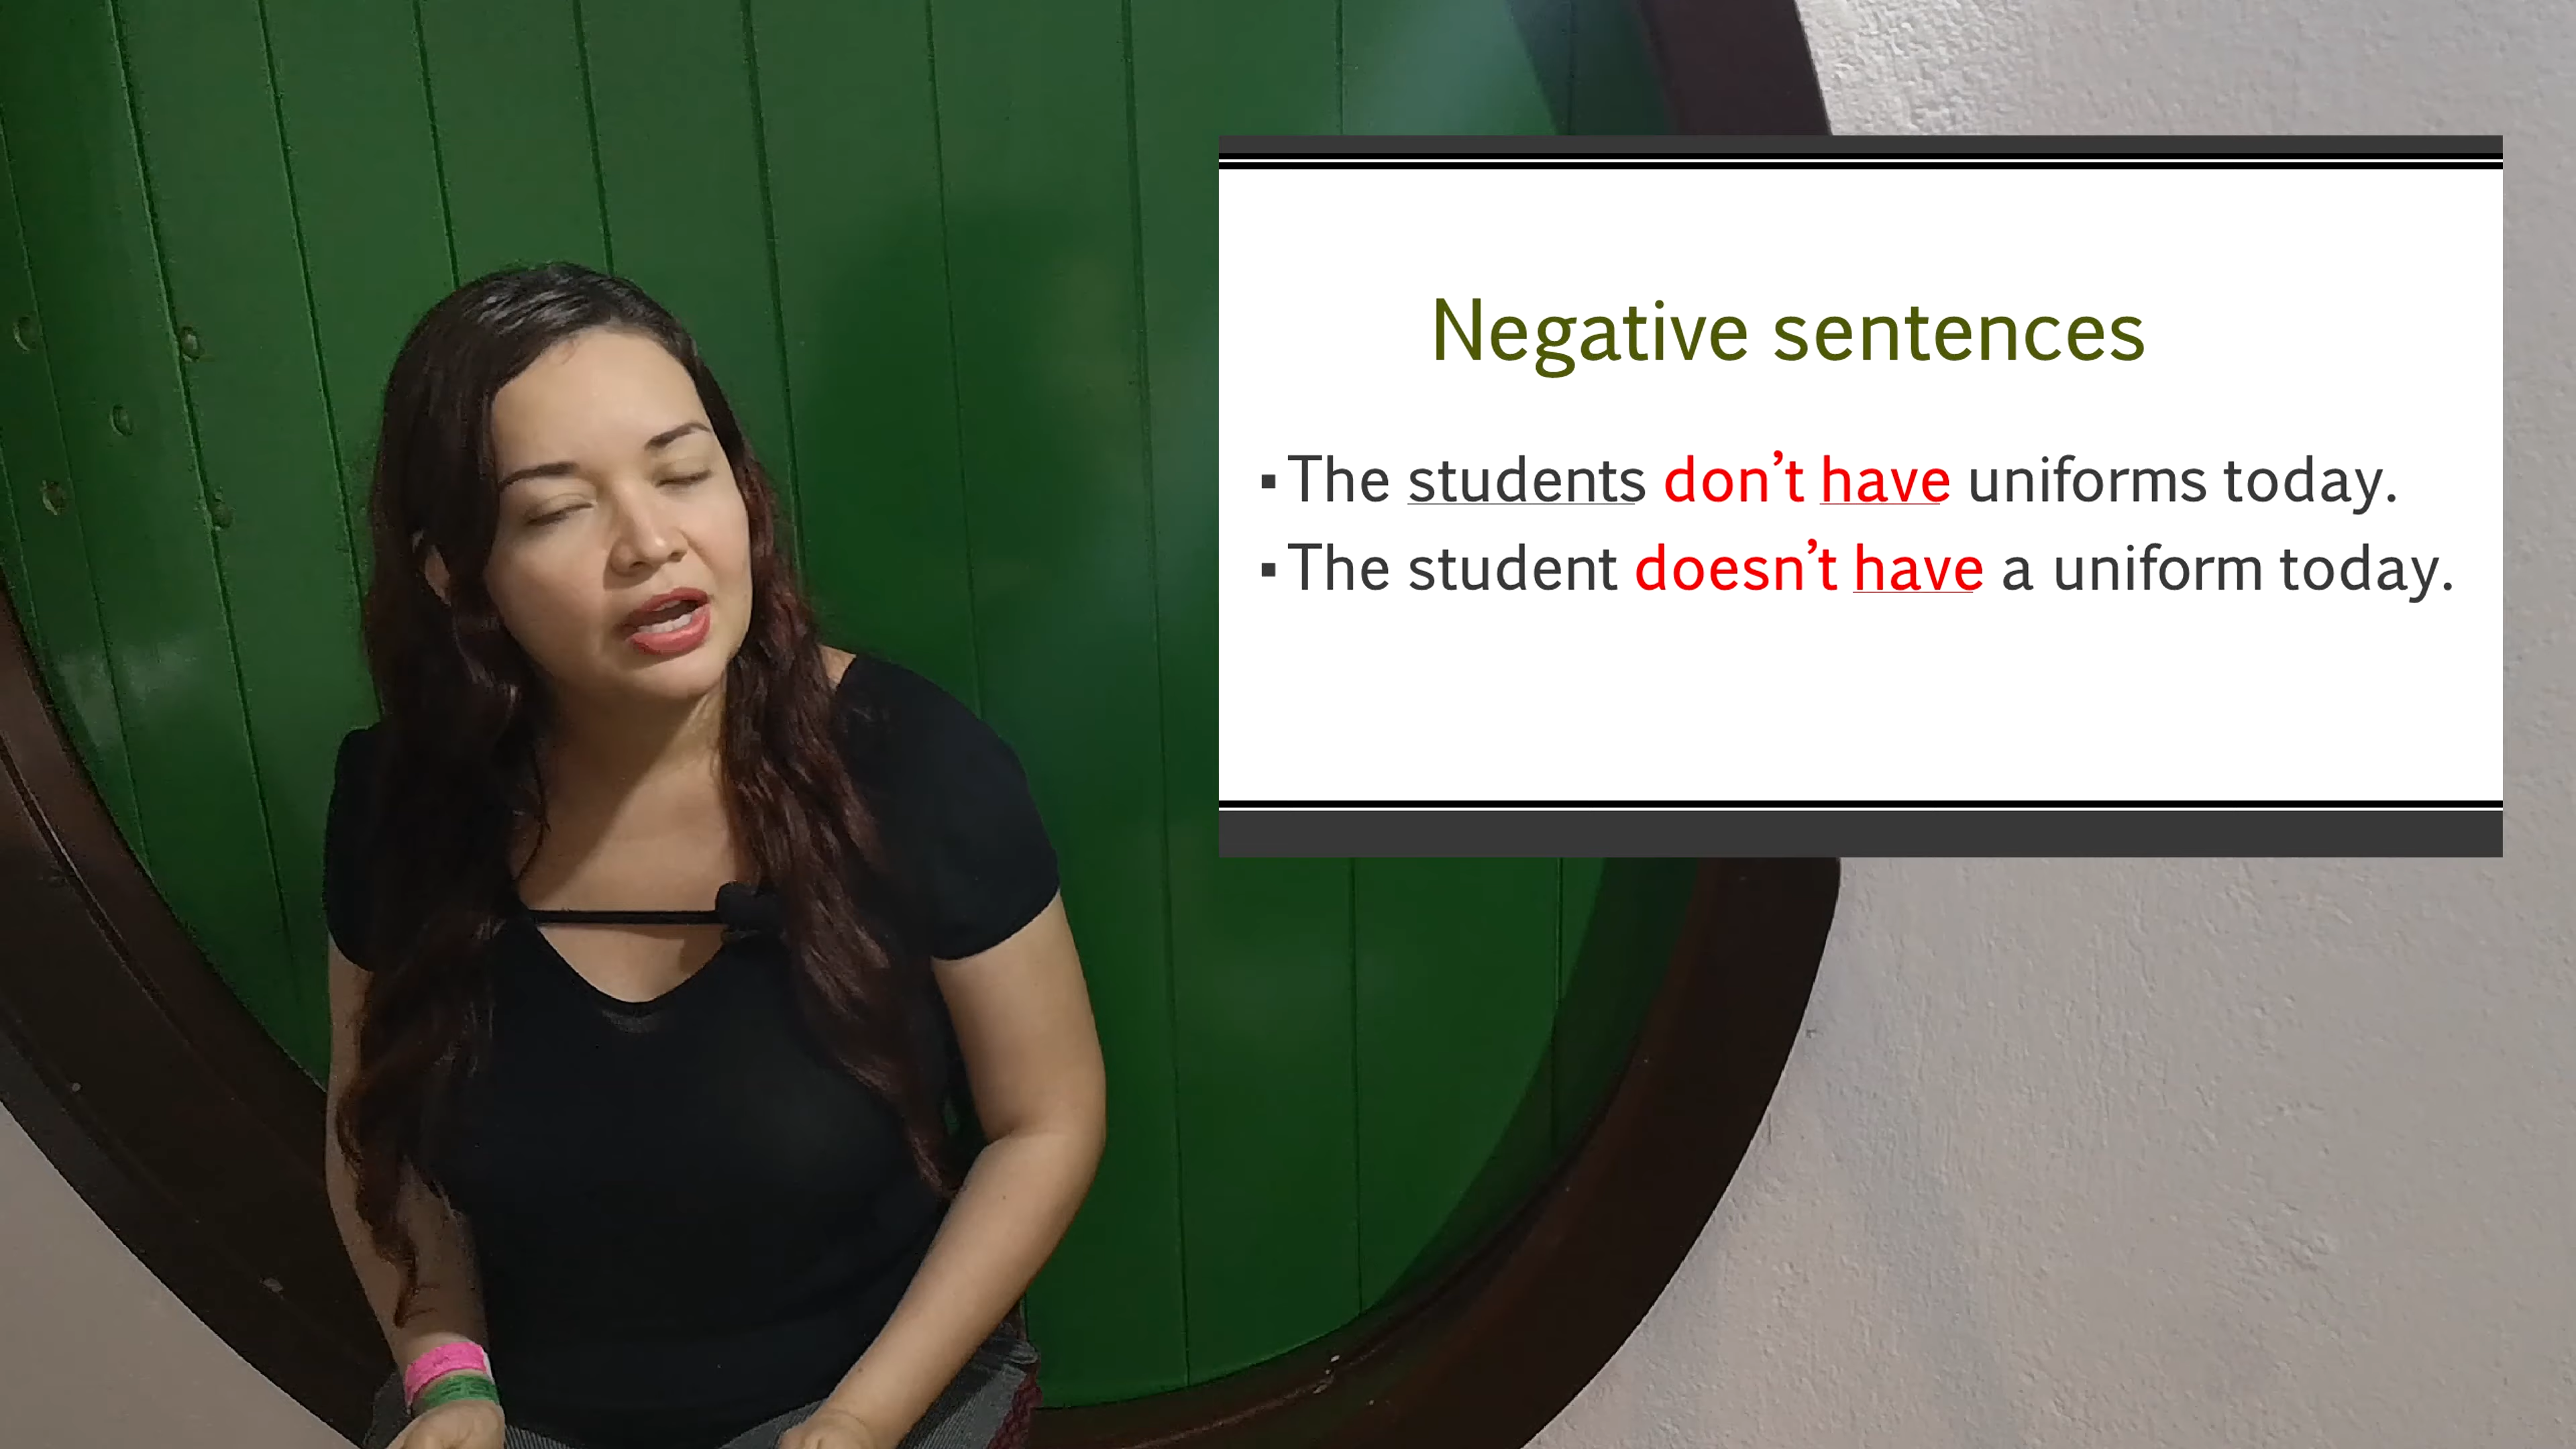 Negative sentences
▪ The students don’t have uniforms today.
▪ The student doesn’t have a uniform today.